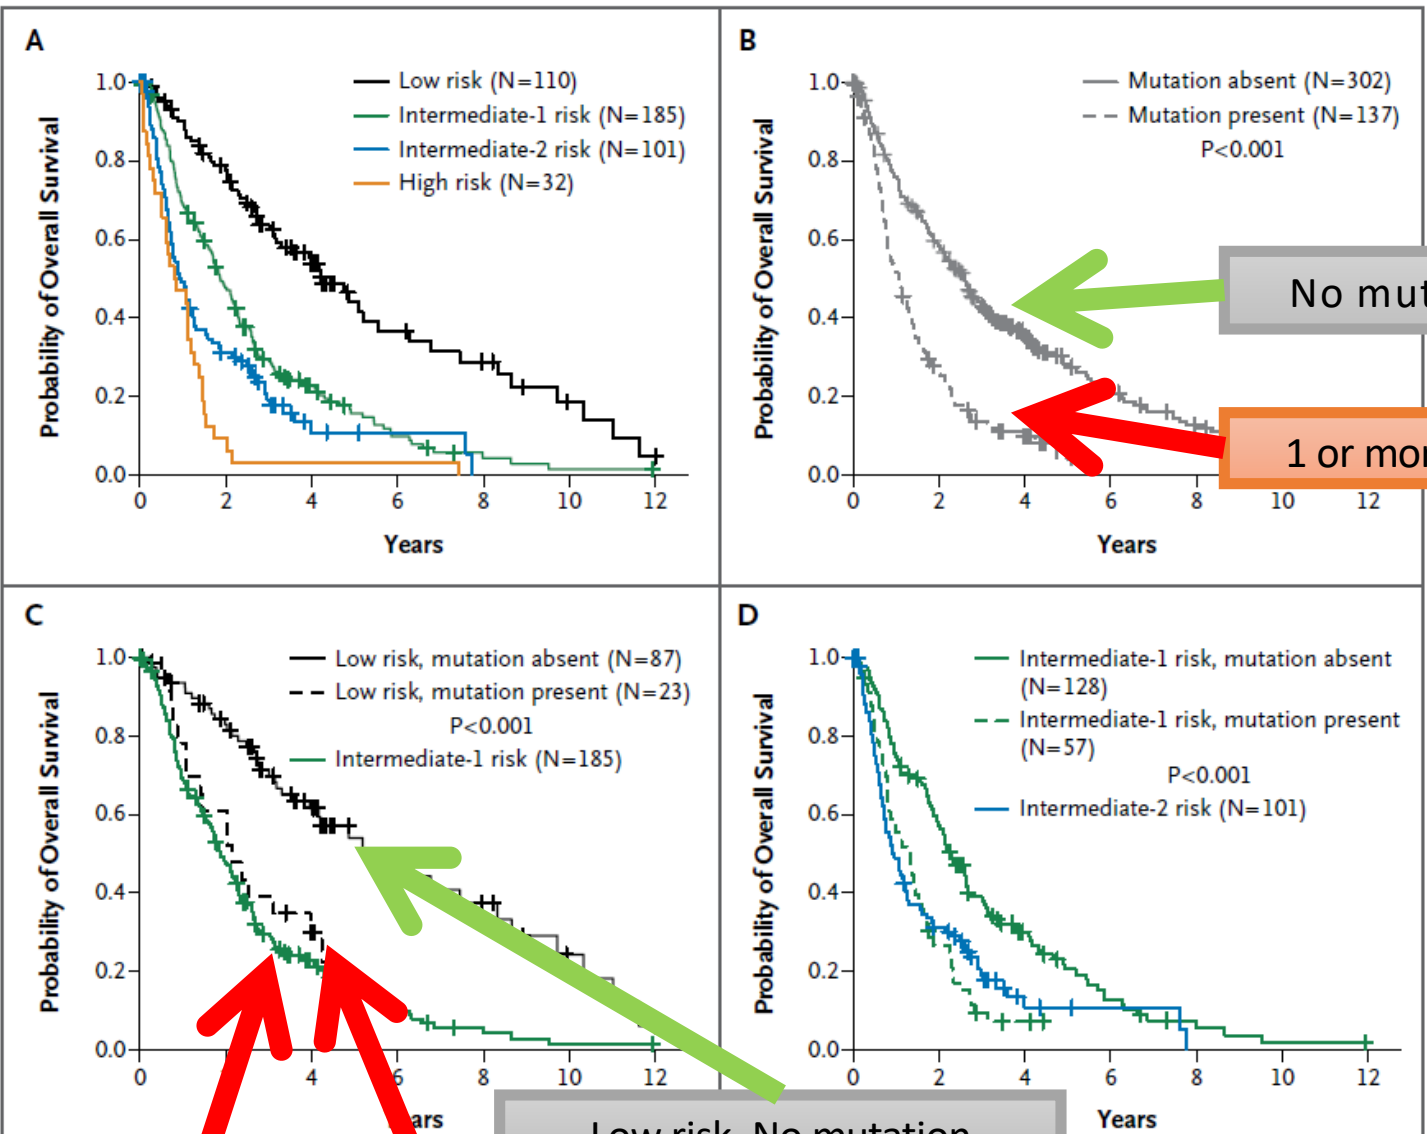 A
1.0
0.8
0.6
0.4
0.2
0.0
Probability of Overall Survival
Low risk (N=110)
Intermediate-1 risk (N=185)
Intermediate-2 risk (N=101)
High risk (N=32)
0 2 4 6 8 10 12
Years
B
1.0
0.8
0.6
0.4
0.2
0.0
Probability of Overall Survival
Mutation absent (N=302)
Mutation present (N=137)
P<0.001
No mut
1 or mor
0 2 4 6 8 10 12
Years
C
1.0
0.8
0.6
0.4
0.2
0.0
Probability of Overall Survival
Low risk, mutation absent (N=87)
Low risk, mutation present (N=23)
P<0.001
Intermediate-1 risk (N=185)
0 4 6 8 10 12
ars
Low risk, No mutation
D
1.0
0.8
0.6
0.4
0.2
0.0
Probability of Overall Survival
Intermediate-1 risk, mutation absent
(N=128)
Intermediate-1 risk, mutation present
(N=57)
P<0.001
Intermediate-2 risk (N=101)
0 2 4 6 8 10 12
Years